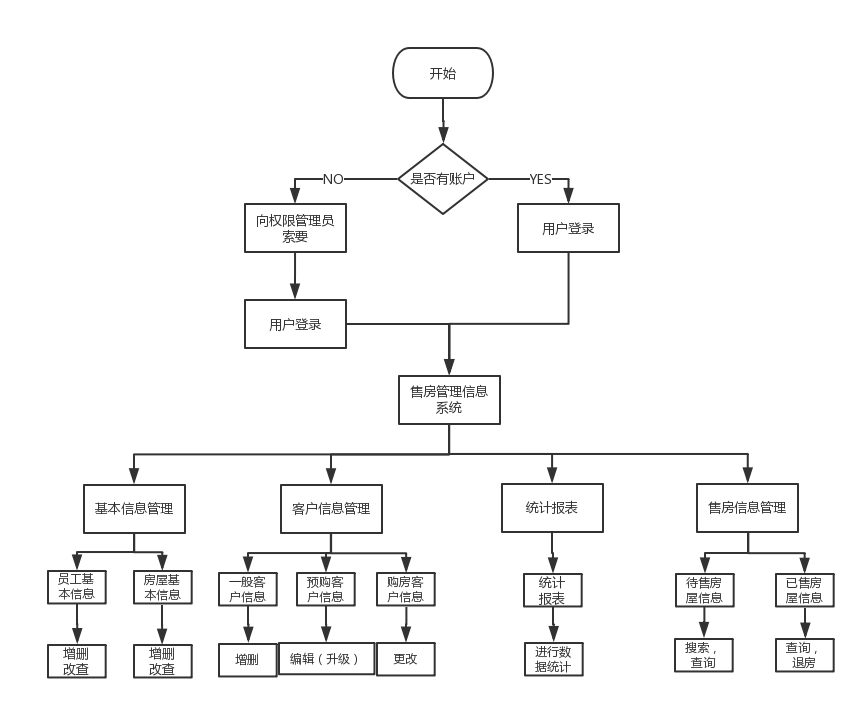 开始
是否有账户
NO
YES
向权限管理员
索要
用户登录
用户登录
售房管理信息
系统
基本信息管理
客户信息管理
统计报表
售房信息管理
员工基
本信息
房屋基
本信息
一般客
户信息
预购客
户信息
购房客
户信息
统计
报表
待售房
屋信息
已售房
屋信息
增删
改查
增删
改查
增删
编辑（升级）
更改
进行数
据统计
搜索，
查询
查询，
退房